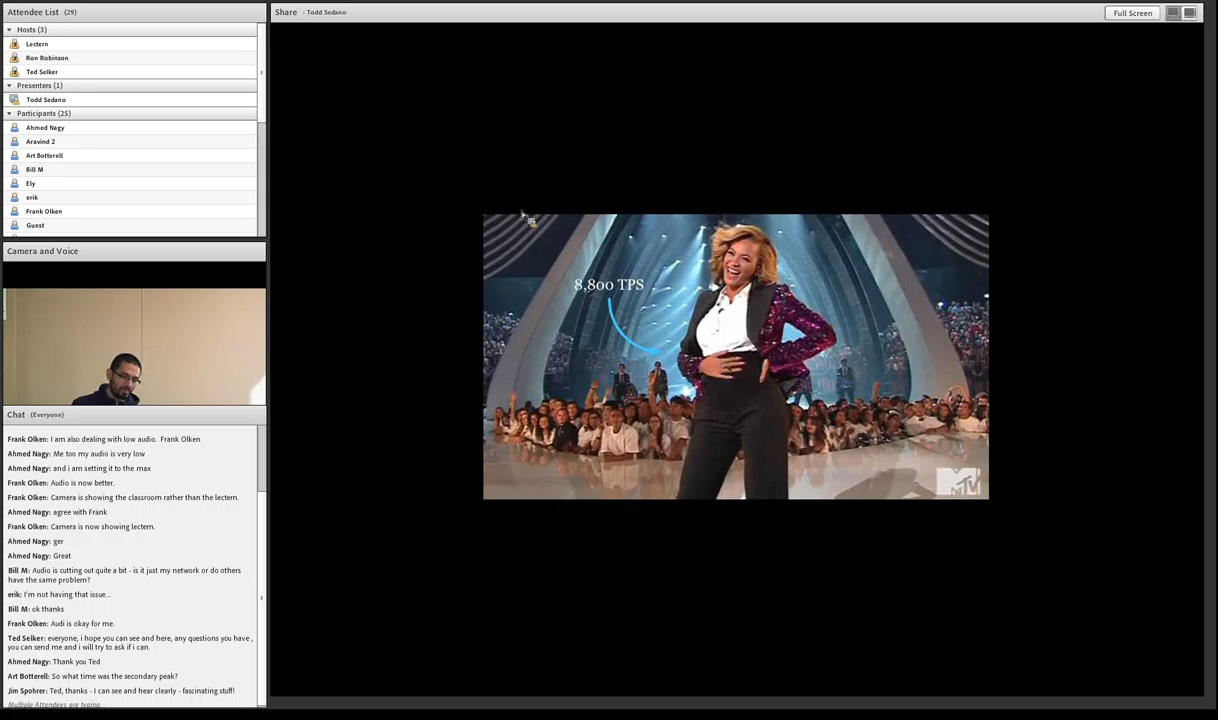 Attendee List (29)
Hosts (3)
Lectern
Ron Robinson
Ted Selker
Presenters (1)
Todd Sedano
Participants (25)
Ahmed Nagy
Aravind 2
Art Botterell
Bill M
Ely
erik
Frank Olken
Guest
Camera and Voice
Chat (Everyone)
Frank Olken: I am also dealing with low audio. Frank Olken
Ahmed Nagy: Me too my audio is very low
Ahmed Nagy: and i am setting it to the max
Frank Olken: Audio is now better.
Frank Olken: Camera is showing the classroom rather than the lectern.
Ahmed Nagy: agree with Frank
Frank Olken: Camera is now showing lectern.
Ahmed Nagy: ger
Ahmed Nagy: Great
Bill M: Audio is cutting out quite a bit - is it just my network or do others
have the same problem?
erik: I'm not having that issue...
Bill M: ok thanks
Frank Olken: Audi is okay for me.
Ted Selker: everyone, i hope you can see and here, any questions you have ,
you can send me and i will try to ask if i can.
Ahmed Nagy: Thank you Ted
Art Botterell: So what time was the secondary peak?
Jim Spohrer: Ted, thanks - I can see and hear clearly - fascinating stuff!
Multiple Attendees are typing...
Share - Todd Sedano
Full Screen
8,800 TPS
MTV